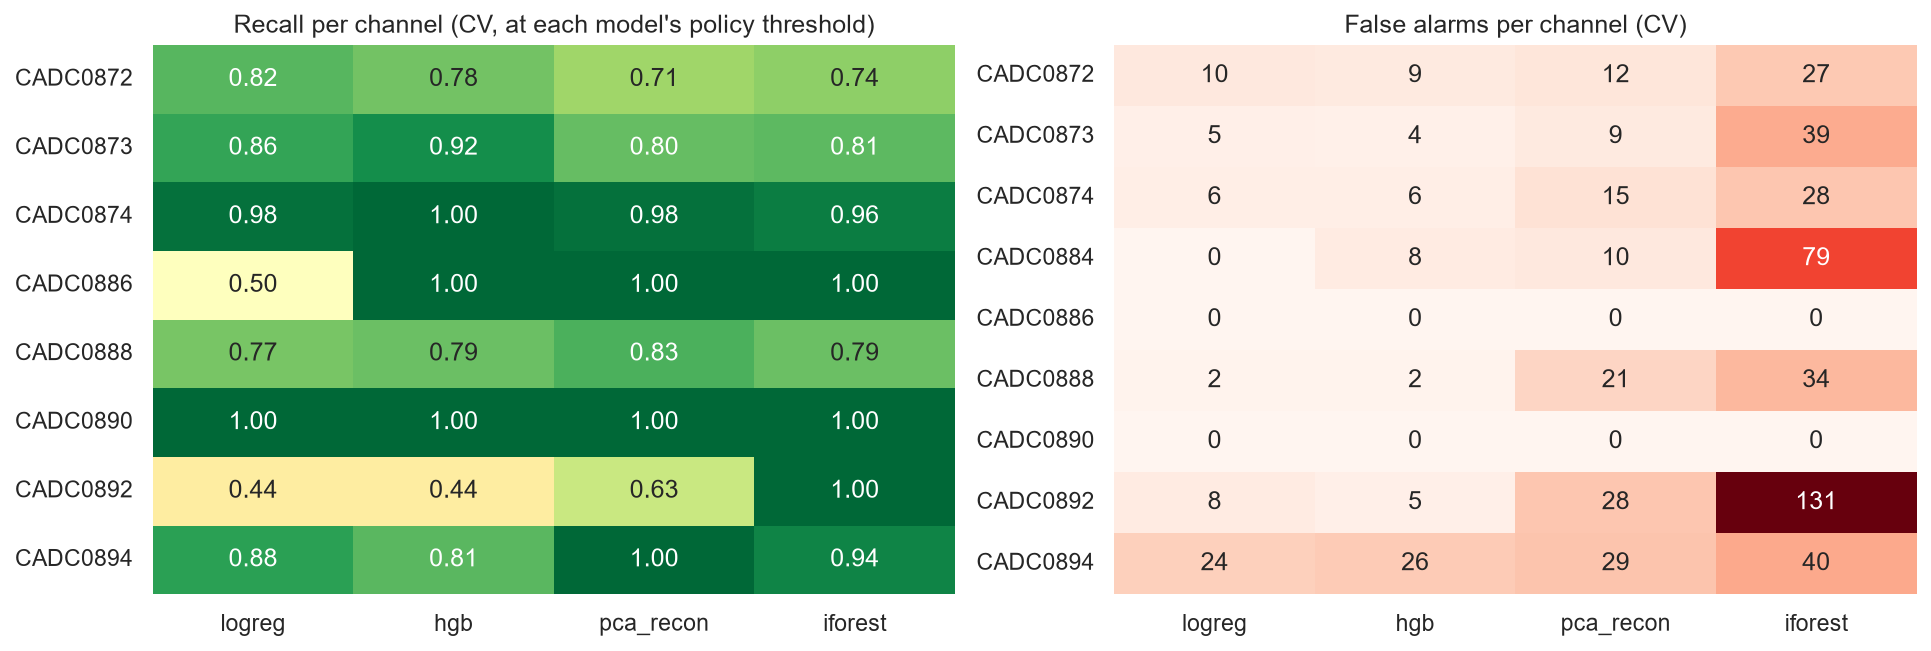 Recall per channel (CV, at each model's policy threshold)
CADC0872 0.82 0.78 0.71 0.74
CADC0873 0.86 0.92 0.80 0.81
CADC0874 0.98 1.00 0.98 0.96
CADC0886 0.50 1.00 1.00 1.00
CADC0888 0.77 0.79 0.83 0.79
CADC0890 1.00 1.00 1.00 1.00
CADC0892 0.44 0.44 0.63 1.00
CADC0894 0.88 0.81 1.00 0.94
logreg hgb pca_recon iforest
False alarms per channel (CV)
CADC0872 10 9 12 27
CADC0873 5 4 9 39
CADC0874 6 6 15 28
CADC0884 0 8 10 79
CADC0886 0 0 0 0
CADC0888 2 2 21 34
CADC0890 0 0 0 0
CADC0892 8 5 28 131
CADC0894 24 26 29 40
logreg hgb pca_recon iforest